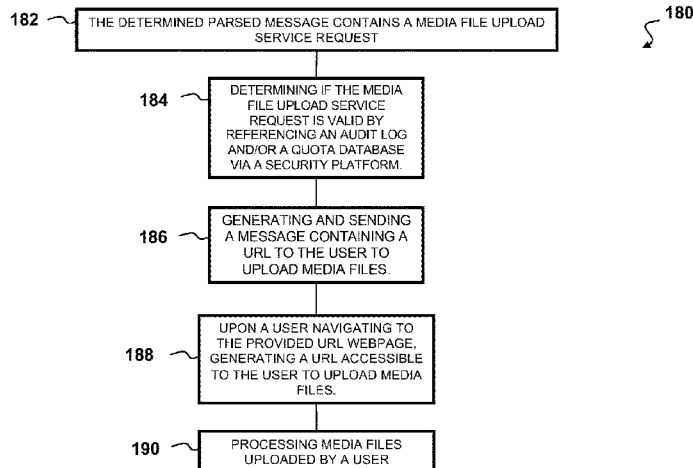 182
THE DETERMINED PARSED MESSAGE CONTAINS A MEDIA FILE UPLOAD
SERVICE REQUEST
180
184
DETERMINING IF THE MEDIA
FILE UPLOAD SERVICE
REQUEST IS VALID BY
REFERENCING AN AUDIT LOG
AND/OR A QUOTA DATABASE
VIA A SECURITY PLATFORM.
186
GENERATING AND SENDING
A MESSAGE CONTAINING A
URL TO THE USER TO
UPLOAD MEDIA FILES.
188
UPON A USER NAVIGATING TO
THE PROVIDED URL WEBPAGE,
GENERATING A URL ACCESSIBLE
TO THE USER TO UPLOAD MEDIA
FILES.
190
PROCESSING MEDIA FILES
UPLOADED BY A USER